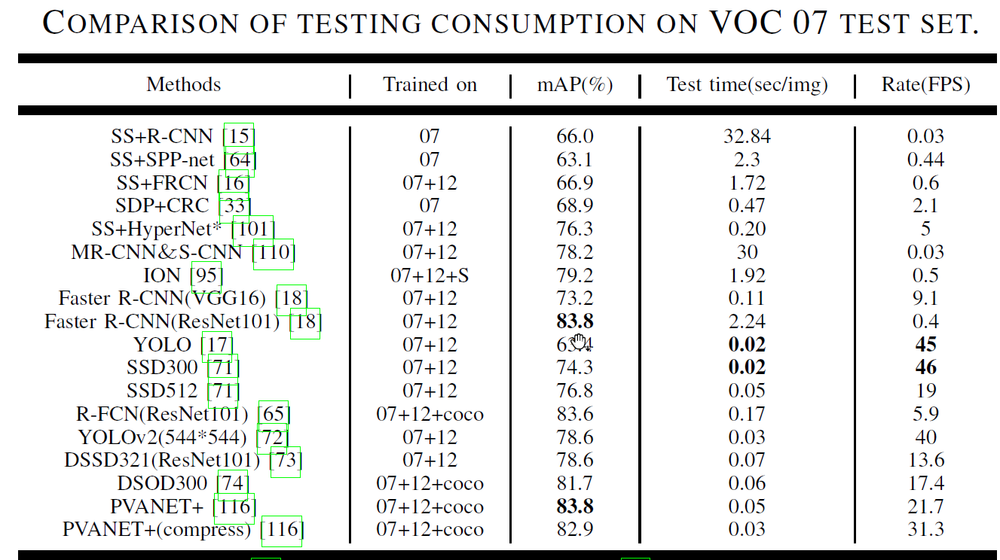 COMPARISON OF TESTING CONSUMPTION ON VOC 07 TEST SET.
Methods Trained on mAP(%) Test time(sec/img) Rate(FPS)
SS+R-CNN [15] 07 66.0 32.84 0.03
SS+SPP-net [64] 07 63.1 2.3 0.44
SS+FRCN [16] 07+12 66.9 1.72 0.6
SDP+CRC [33] 07 68.9 0.47 2.1
SS+HyperNet* [101] 07+12 76.3 0.20 5
MR-CNN&S-CNN [110] 07+12 78.2 30 0.03
ION [95] 07+12+S 79.2 1.92 0.5
Faster R-CNN(VGG16) [18] 07+12 73.2 0.11 9.1
Faster R-CNN(ResNet101) [18] 07+12 83.8 2.24 0.4
YOLO [17] 07+12 0.02 45
SSD300 [71] 07+12 74.3 0.02 46
SSD512 [71] 07+12 76.8 0.05 19
R-FCN(ResNet101) [65] 07+12+coco 83.6 0.17 5.9
YOLOv2(544*544) [72] 07+12 78.6 0.03 40
DSSD321(ResNet101) [73] 07+12 78.6 0.07 13.6
DSOD300 [74] 07+12+coco 81.7 0.06 17.4
PVANET+ [116] 07+12+coco 83.8 0.05 21.7
PVANET+(compress) [116] 07+12+coco 82.9 0.03 31.3